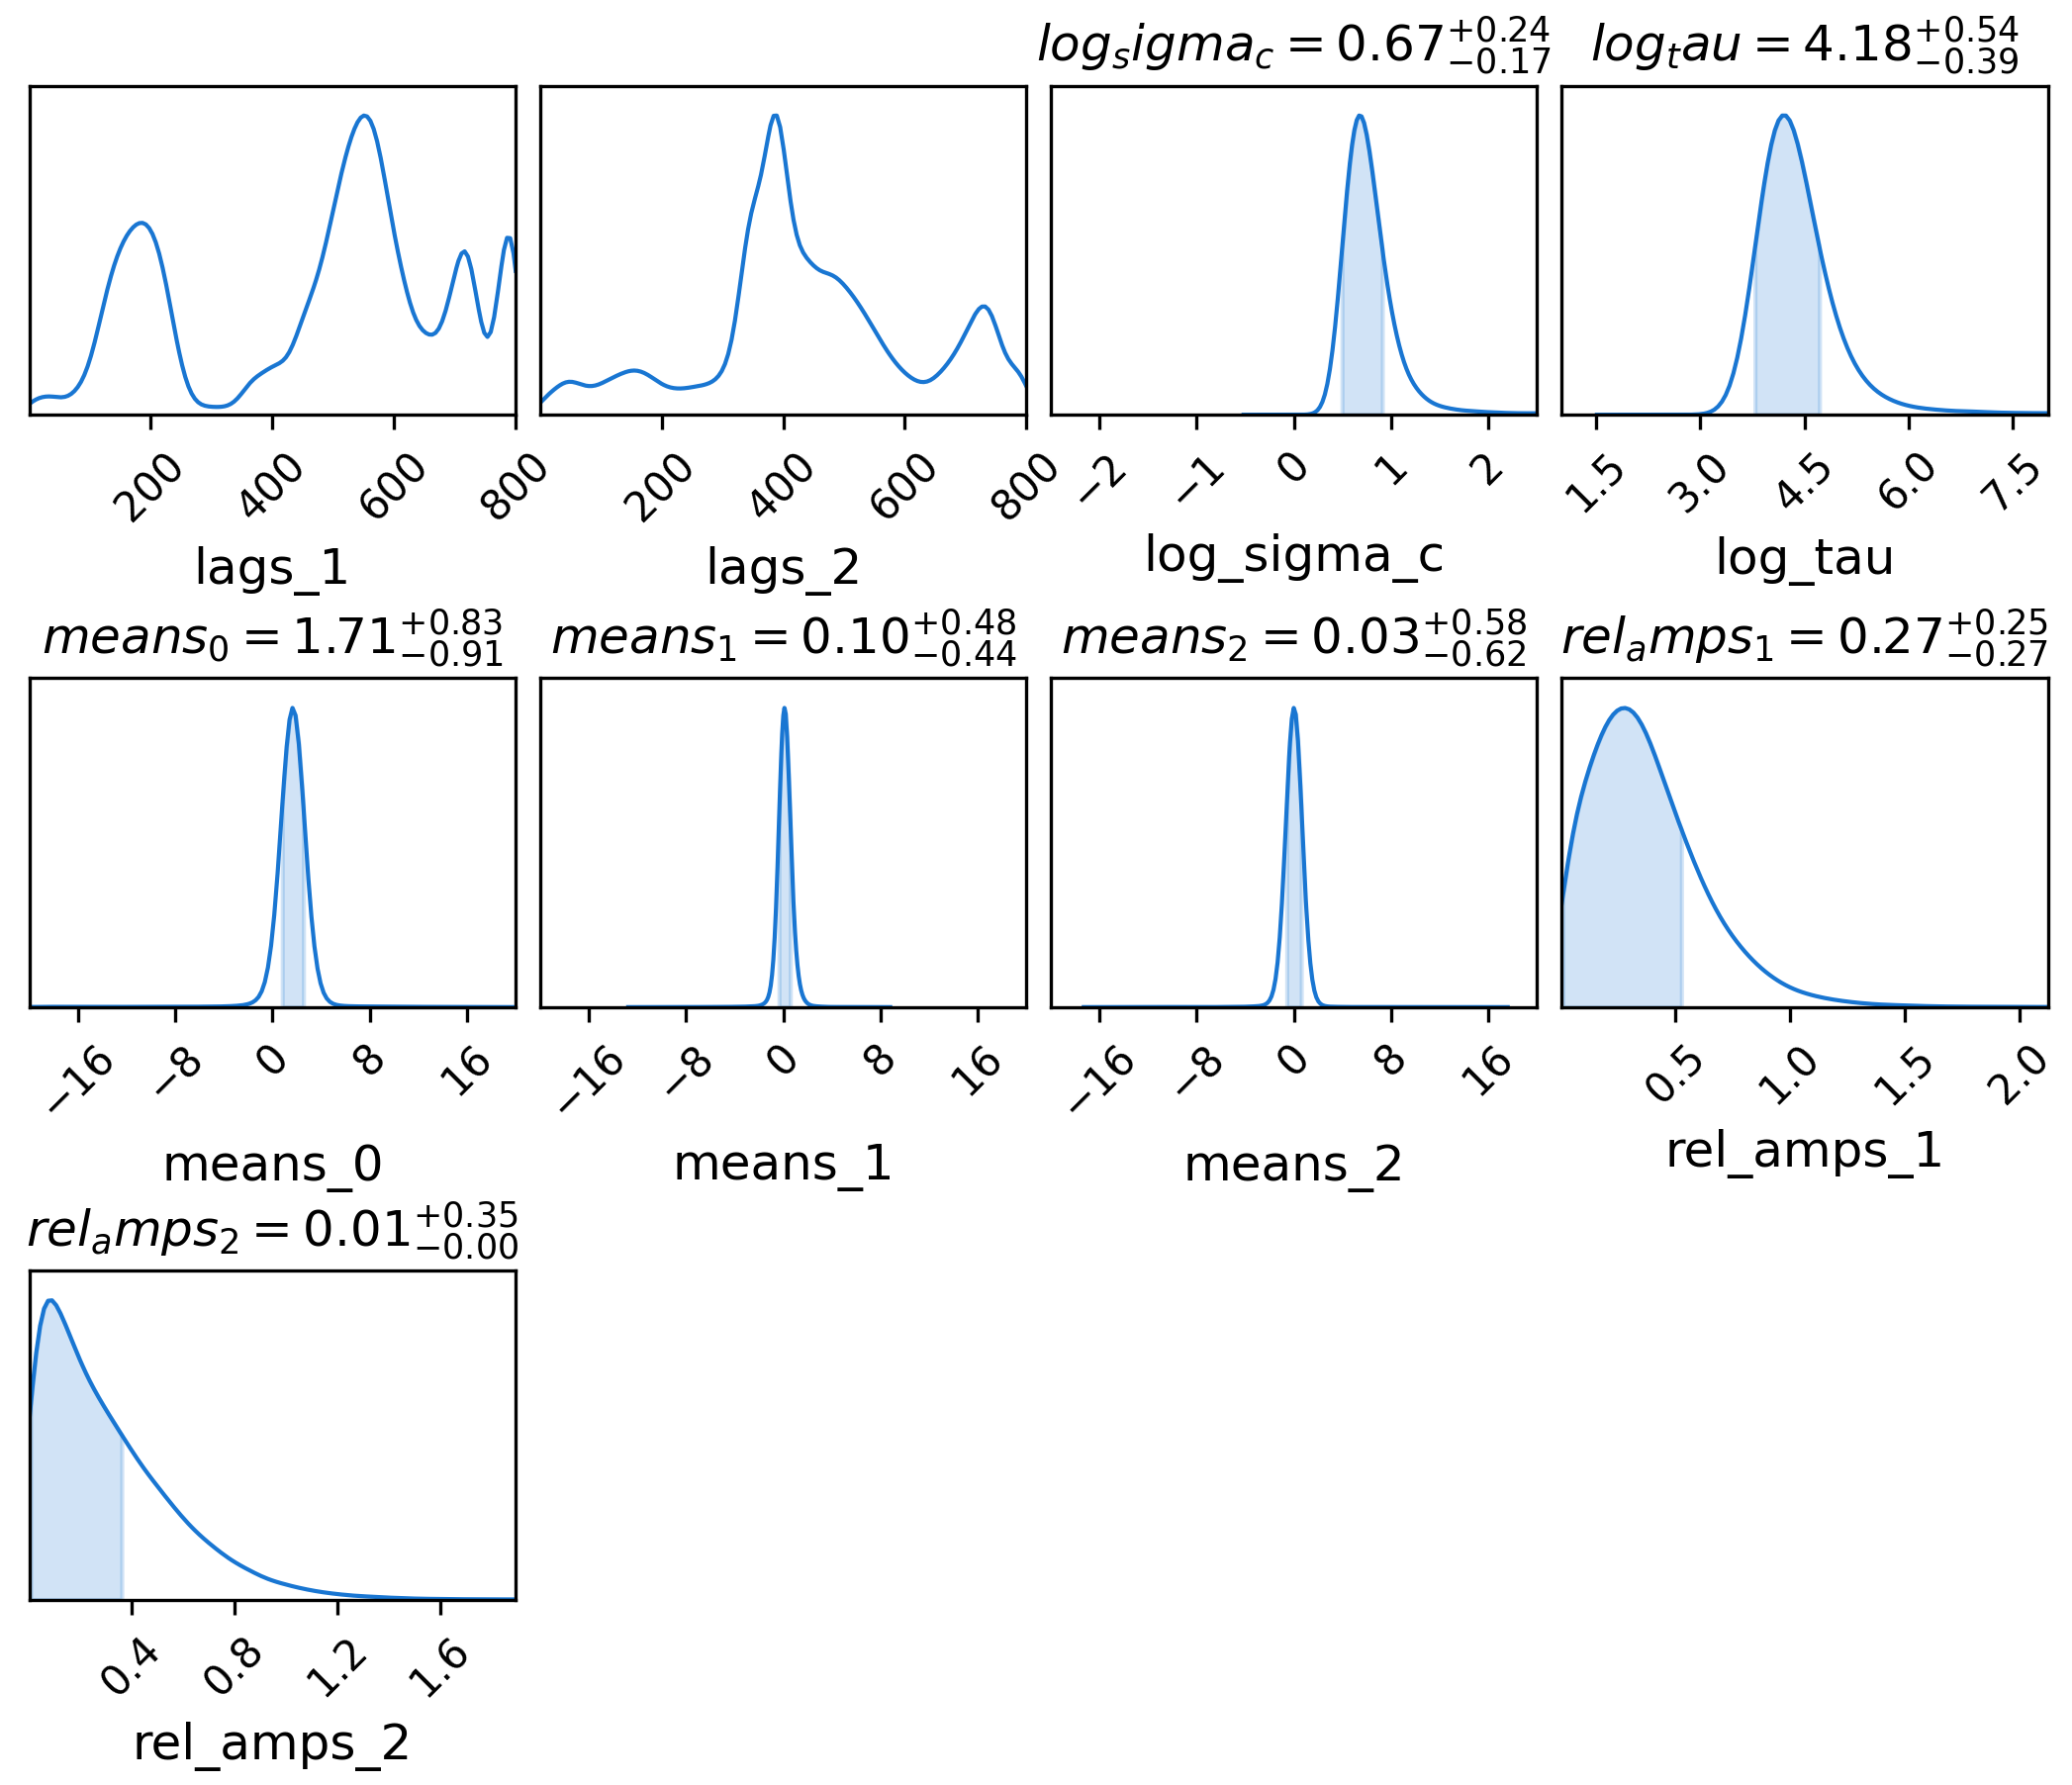 log_sigma_c = 0.67^{+0.24}_{-0.17} log_tau = 4.18^{+0.54}_{-0.39}
200 400 600 800 200 400 600 800 −2 −1 0 1 2 1.5 3.0 4.5 6.0 7.5
lags_1 lags_2 log_sigma_c log_tau
means_0 = 1.71^{+0.83}_{-0.91} means_1 = 0.10^{+0.48}_{-0.44} means_2 = 0.03^{+0.58}_{-0.62} rel_amps_1 = 0.27^{+0.25}_{-0.27}
−16 −8 0 8 16 −16 −8 0 8 16 −16 −8 0 8 16 0.5 1.0 1.5 2.0
means_0 means_1 means_2 rel_amps_1
rel_amps_2 = 0.01^{+0.35}_{-0.00}
0.4 0.8 1.2 1.6
rel_amps_2